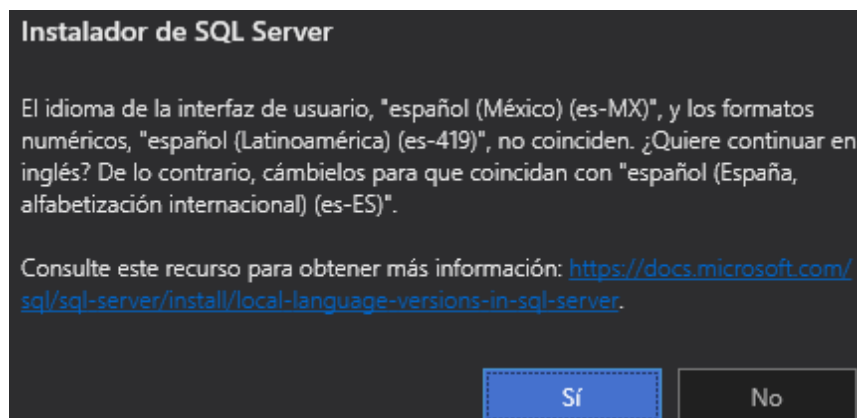 Instalador de SQL Server
El idioma de la interfaz de usuario, "español (México) (es-MX)", y los formatos
numéricos, "español (Latinoamérica) (es-419)", no coinciden. ¿Quiere continuar en
inglés? De lo contrario, cámbielos para que coincidan con "español (España,
alfabetización internacional) (es-ES)".
Consulte este recurso para obtener más información: https://docs.microsoft.com/
sql/sql-server/install/local-language-versions-in-sql-server.
Sí No